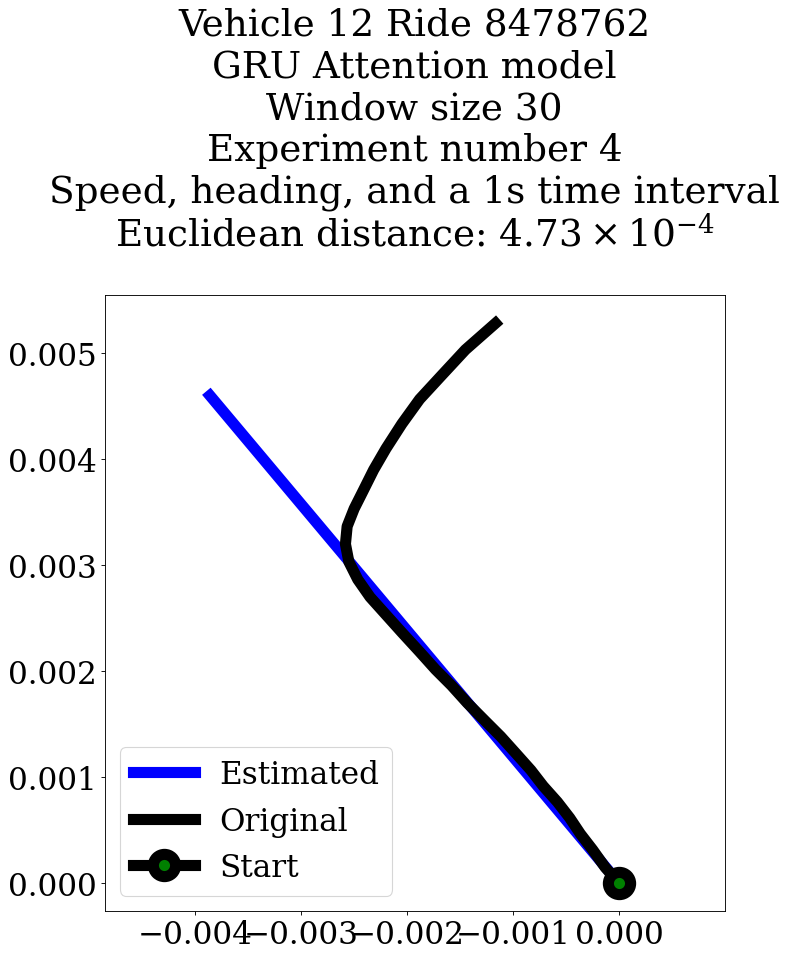 Vehicle 12 Ride 8478762
GRU Attention model
Window size 30
Experiment number 4
Speed, heading, and a 1s time interval
Euclidean distance: 4.73 × 10⁻⁴
0.005
0.004
0.003
0.002
0.001
0.000
Estimated
Original
Start
−0.004 −0.003 −0.002 −0.001 0.000